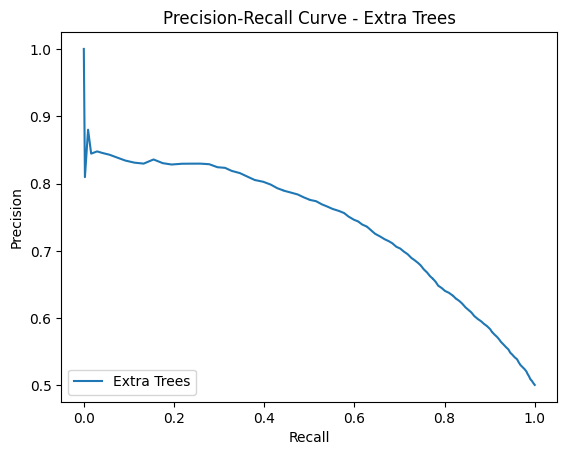 Precision-Recall Curve - Extra Trees
1.0
0.9
0.8
0.7
0.6
0.5
Precision
Extra Trees
0.0 0.2 0.4 0.6 0.8 1.0
Recall